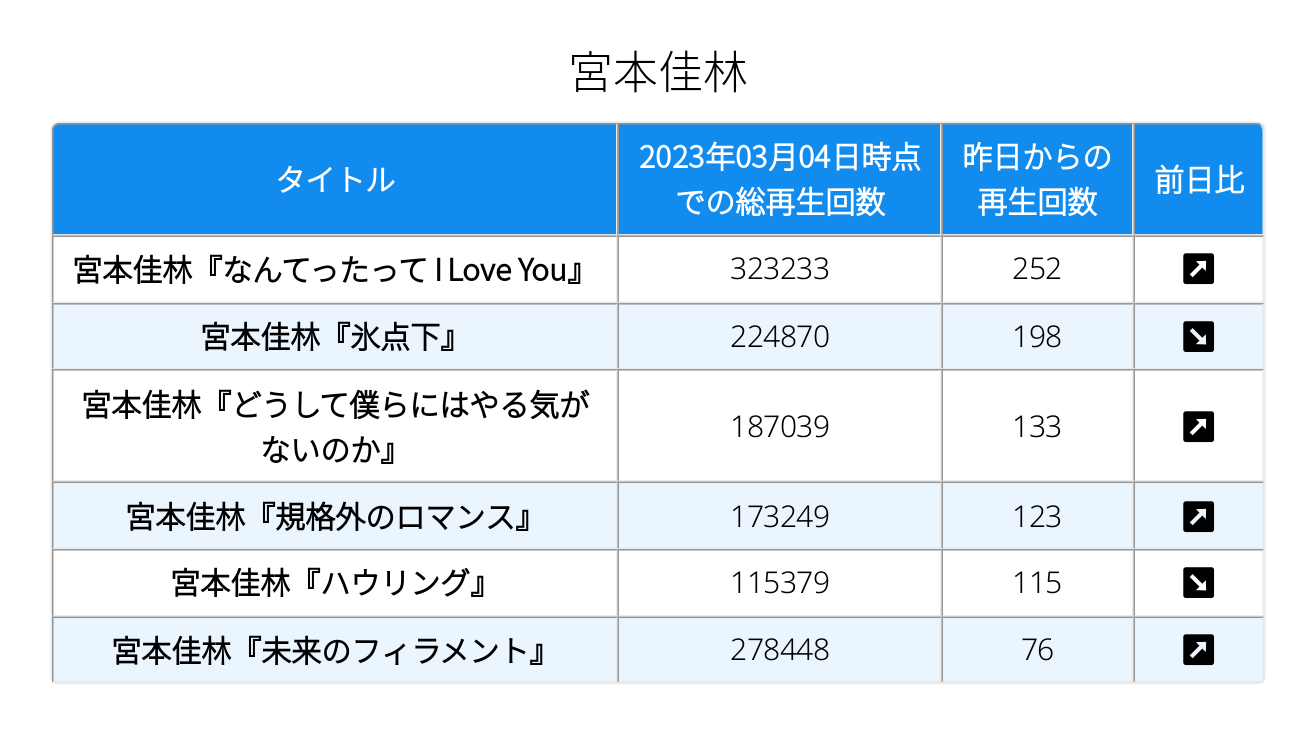 宮本佳林
タイトル
2023年03月04日時点
での総再生回数
昨日からの
再生回数
前日比
宮本佳林『なんてったって I Love You』
323233
252
宮本佳林『氷点下』
224870
198
宮本佳林『どうして僕らにはやる気が
ないのか』
187039
133
宮本佳林『規格外のロマンス』
173249
123
宮本佳林『ハウリング』
115379
115
宮本佳林『未来のフィラメント』
278448
76